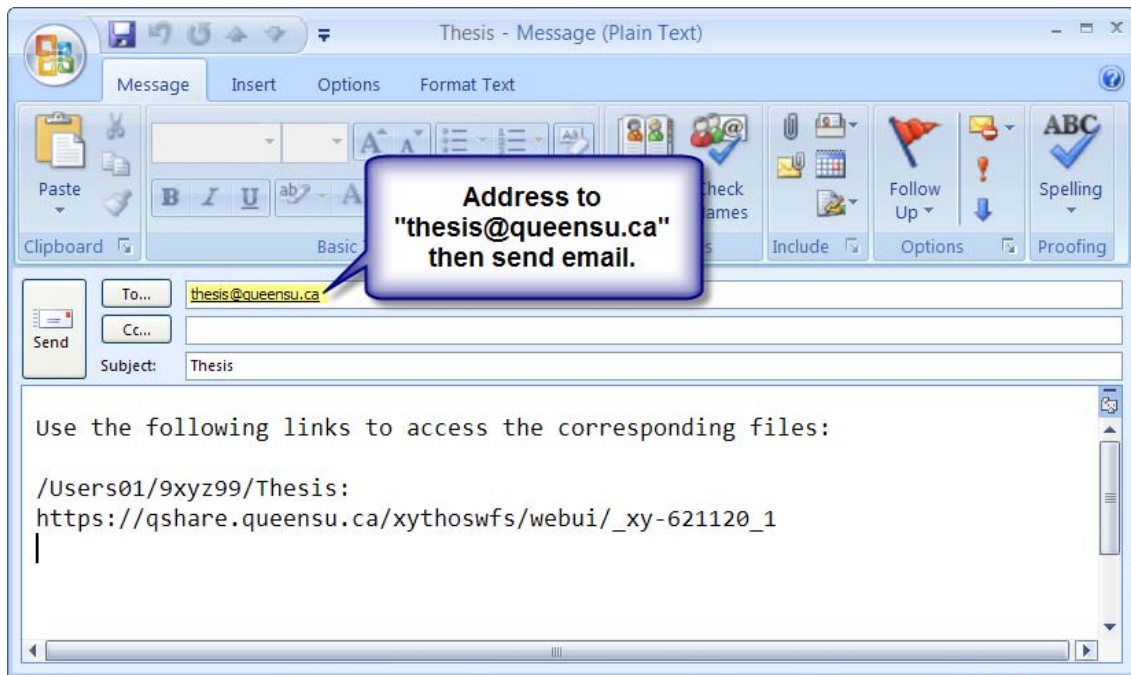 Thesis - Message (Plain Text)
Message Insert Options Format Text
Paste
B I U ab A
Check
Names
Follow
Up
ABC
Spelling
Clipboard Basic Include Options Proofing
Address to
"thesis@queensu.ca"
then send email.
To... thesis@queensu.ca
Cc...
Send
Subject: Thesis
Use the following links to access the corresponding files:
/Users01/9xyz99/Thesis:
https://qshare.queensu.ca/xythoswfs/webui/_xy-621120_1